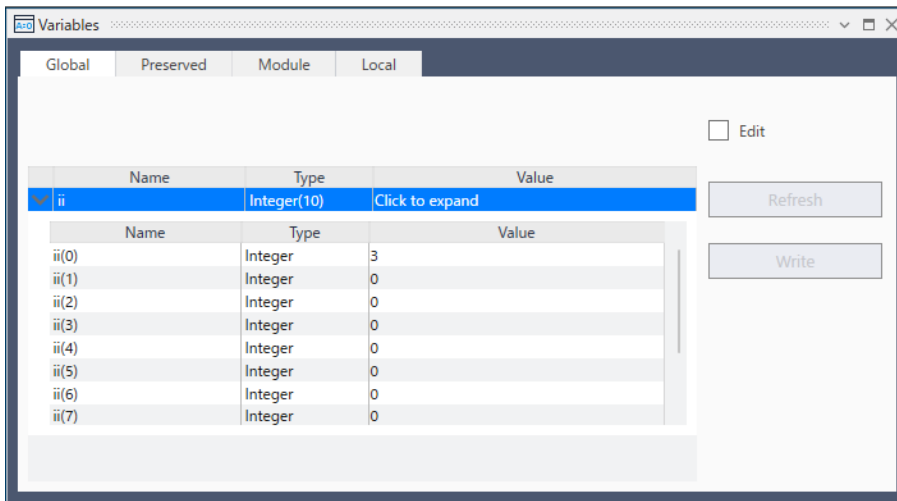 A=0 Variables
Global Preserved Module Local
Edit
Name Type Value
ii Integer(10) Click to expand
Refresh
Name Type Value
ii(0) Integer 3
Write
ii(1) Integer 0
ii(2) Integer 0
ii(3) Integer 0
ii(4) Integer 0
ii(5) Integer 0
ii(6) Integer 0
ii(7) Integer 0